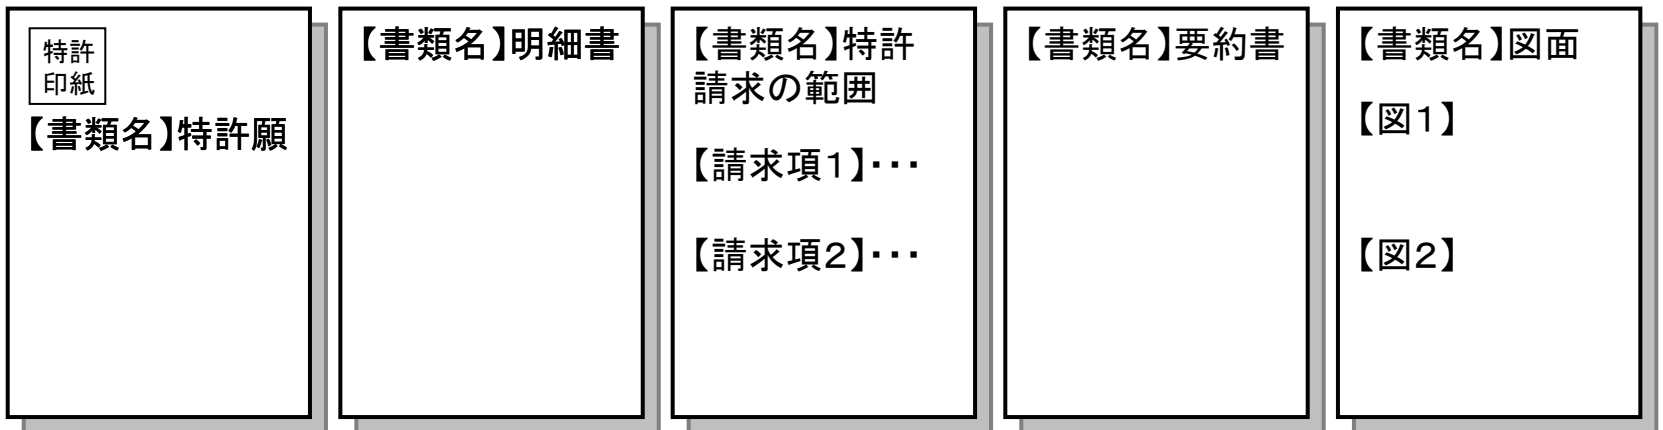 特許
印紙
【書類名】特許願
【書類名】明細書
【書類名】特許
請求の範囲
【請求項1】･･･
【請求項2】･･･
【書類名】要約書
【書類名】図面
【図1】
【図2】